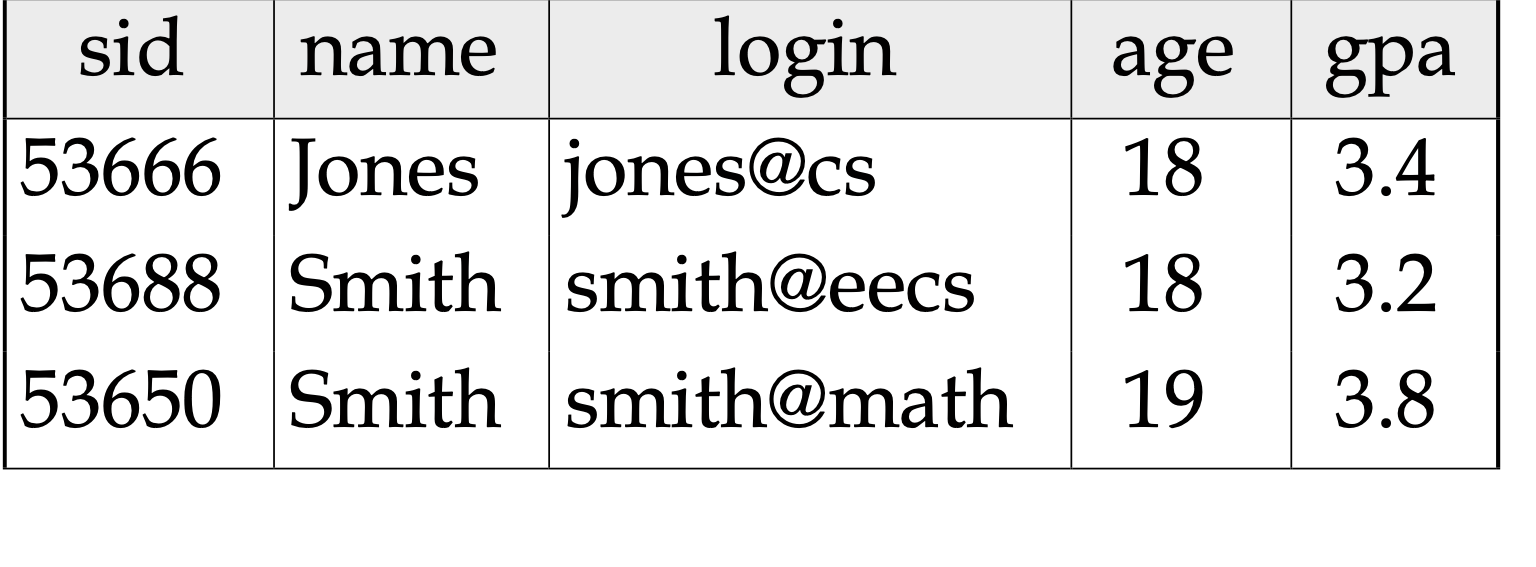 sid name login age gpa
53666 Jones jones@cs 18 3.4
53688 Smith smith@eecs 18 3.2
53650 Smith smith@math 19 3.8